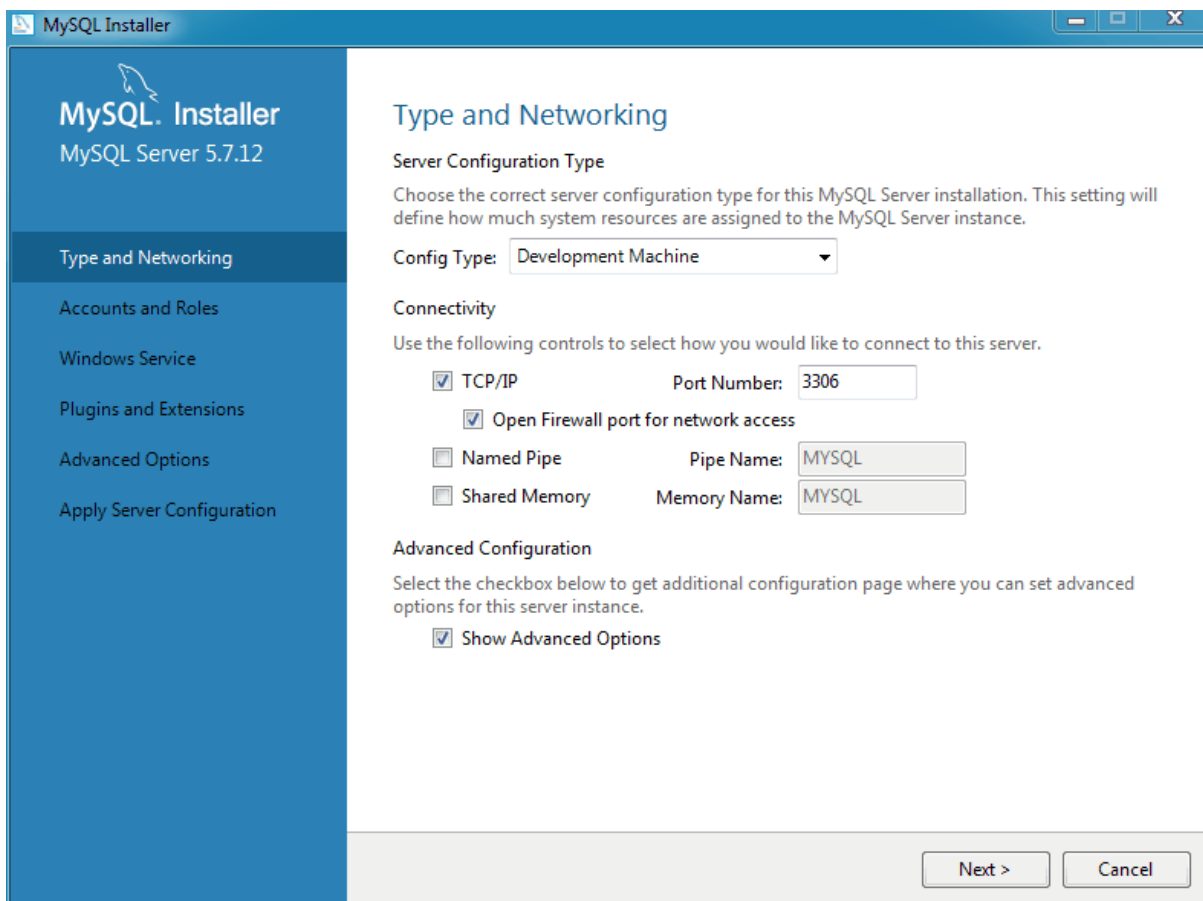 MySQL Installer
MySQL. Installer
MySQL Server 5.7.12
Type and Networking
Accounts and Roles
Windows Service
Plugins and Extensions
Advanced Options
Apply Server Configuration
Type and Networking
Server Configuration Type
Choose the correct server configuration type for this MySQL Server installation. This setting will
define how much system resources are assigned to the MySQL Server instance.
Config Type: Development Machine
Connectivity
Use the following controls to select how you would like to connect to this server.
TCP/IP Port Number: 3306
Open Firewall port for network access
Named Pipe Pipe Name: MYSQL
Shared Memory Memory Name: MYSQL
Advanced Configuration
Select the checkbox below to get additional configuration page where you can set advanced
options for this server instance.
Show Advanced Options
Next > Cancel